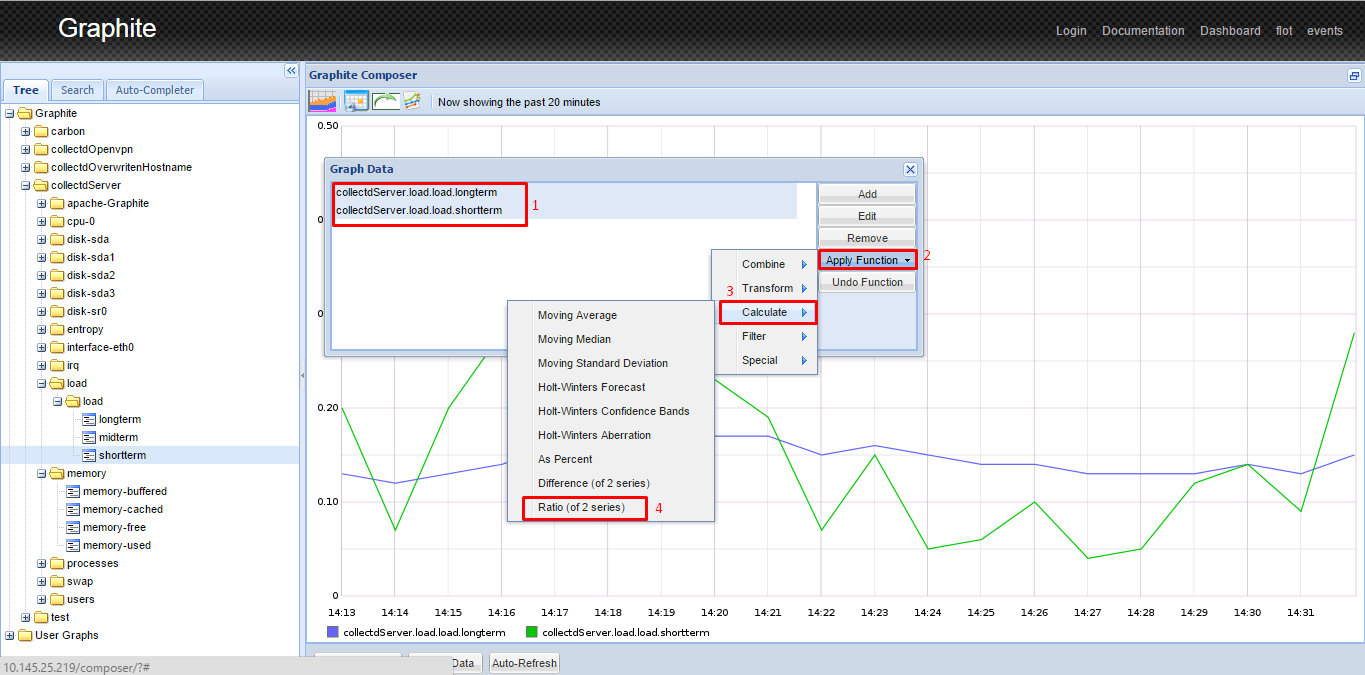 Graphite
Login Documentation Dashboard flot events
Tree Search Auto-Completer
Graphite
carbon
collectdOpenvpn
collectdOverwritenHostname
collectdServer
apache-Graphite
cpu-0
disk-sda
disk-sda1
disk-sda2
disk-sda3
disk-sr0
entropy
interface-eth0
irq
load
load
longterm
midterm
shortterm
memory
memory-buffered
memory-cached
memory-free
memory-used
processes
swap
users
test
User Graphs
10.145.25.219/composer/?#
Graphite Composer
Now showing the past 20 minutes
0.50
Graph Data
collectdServer.load.load.longterm
collectdServer.load.load.shortterm
1
Add
Edit
Remove
Apply Function
2
Undo Function
Combine
Transform
3
Calculate
Filter
Special
Moving Average
Moving Median
Moving Standard Deviation
Holt-Winters Forecast
Holt-Winters Confidence Bands
Holt-Winters Aberration
As Percent
Difference (of 2 series)
Ratio (of 2 series)
4
0.20
0.10
0
14:13 14:14 14:15 14:16 14:17 14:18 14:19 14:20 14:21 14:22 14:23 14:24 14:25 14:26 14:27 14:28 14:29 14:30 14:31
collectdServer.load.load.longterm collectdServer.load.load.shortterm
Data Auto-Refresh